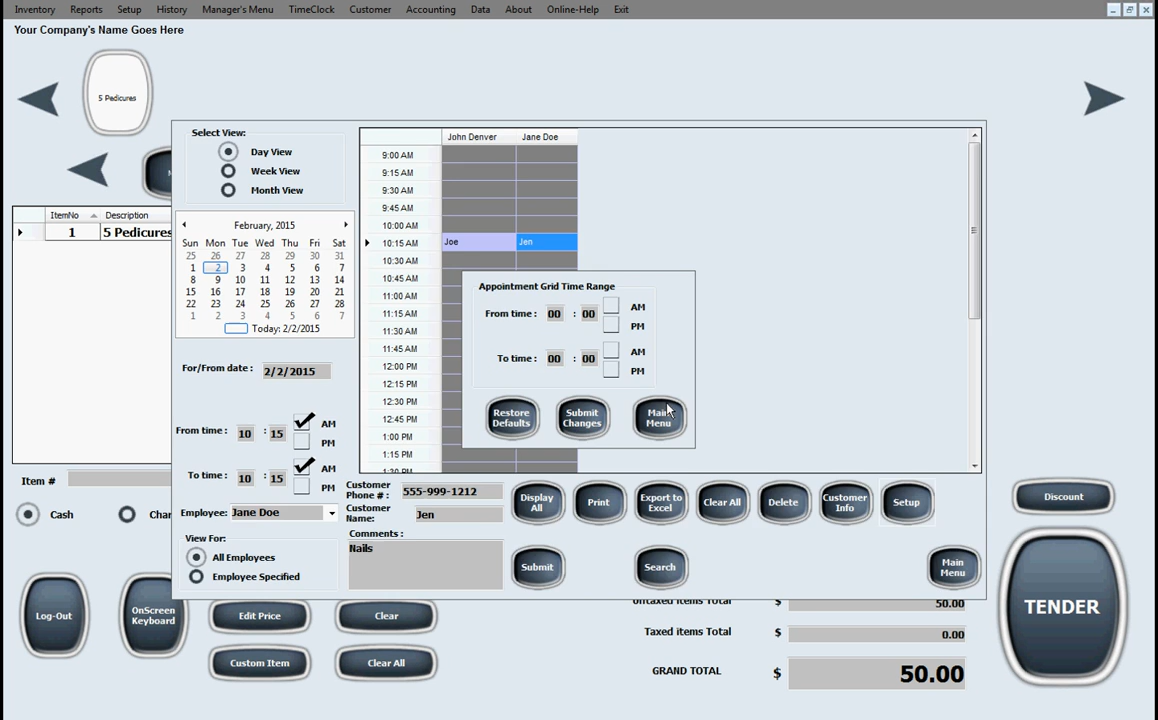 Inventory Reports Setup History Manager's Menu TimeClock Customer Accounting Data About Online-Help Exit
Your Company's Name Goes Here
5 Pedicures
ItemNo Description
1 5 Pedicures
Item #
Cash
Select View:
Day View
Week View
Month View
February, 2015
Sun Mon Tue Wed Thu Fri Sat
25 26 27 28 29 30 31
1 2 3 4 5 6 7
8 9 10 11 12 13 14
15 16 17 18 19 20 21
22 23 24 25 26 27 28
1 2 3 4 5 6 7
Today: 2/2/2015
For/From date : 2/2/2015
From time : 10 : 15 AM
PM
To time : 10 : 15 AM
PM
Employee: Jane Doe
View For:
All Employees
Employee Specified
John Denver Jane Doe
9:00 AM
9:15 AM
9:30 AM
9:45 AM
10:00 AM
10:15 AM Joe Jen
10:30 AM
10:45 AM
11:00 AM
11:15 AM
11:30 AM
11:45 AM
12:00 PM
12:15 PM
12:30 PM
12:45 PM
1:00 PM
1:15 PM
1:30 PM
Appointment Grid Time Range
From time : 00 : 00 AM
PM
To time : 00 : 00 AM
PM
Restore Defaults
Submit Changes
Main Menu
Customer Phone # : 555-999-1212
Customer Name: Jen
Comments :
Nails
Display All
Print
Export to Excel
Clear All
Delete
Customer Info
Setup
Submit
Search
Main Menu
Discount
TENDER
Log-Out
OnScreen Keyboard
Edit Price
Clear
Custom Item
Clear All
Untaxed items Total $ 50.00
Taxed items Total $ 0.00
GRAND TOTAL $ 50.00